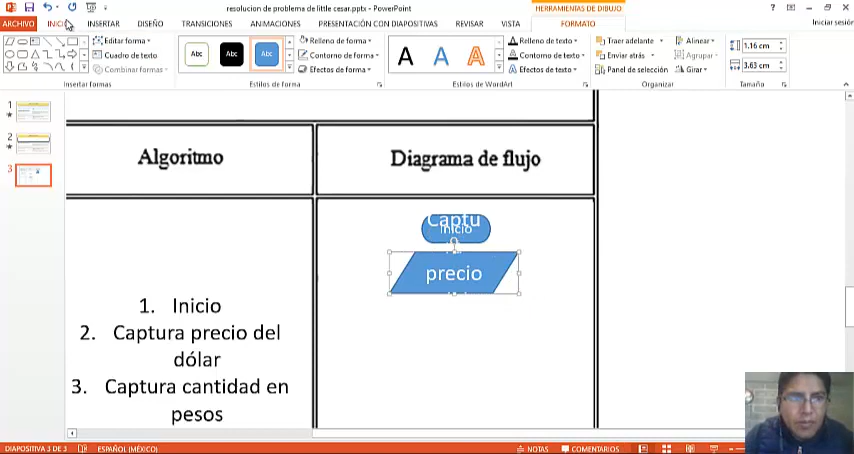 resolucion de problema de little cesar.pptx - PowerPoint
HERRAMIENTAS DE DIBUJO
?
ARCHIVO
INICIO
INSERTAR
DISEÑO
TRANSICIONES
ANIMACIONES
PRESENTACIÓN CON DIAPOSITIVAS
REVISAR
VISTA
FORMATO
Iniciar sesión
Editar forma
Cuadro de texto
Combinar formas
Insertar formas
Abc
Abc
Abc
Relleno de forma
Contorno de forma
Efectos de forma
Estilos de forma
A
A
A
Relleno de texto
Contorno de texto
Efectos de texto
Estilos de WordArt
Traer adelante
Enviar atrás
Panel de selección
Alinear
Agrupar
Girar
Organizar
1.16 cm
3.63 cm
Tamaño
1
2
3
Algoritmo
Diagrama de flujo
1. Inicio
2. Captura precio del
dólar
3. Captura cantidad en
pesos
Captu
Inicio
precio
DIAPOSITIVA 3 DE 3
ESPAÑOL (MÉXICO)
NOTAS
COMENTARIOS